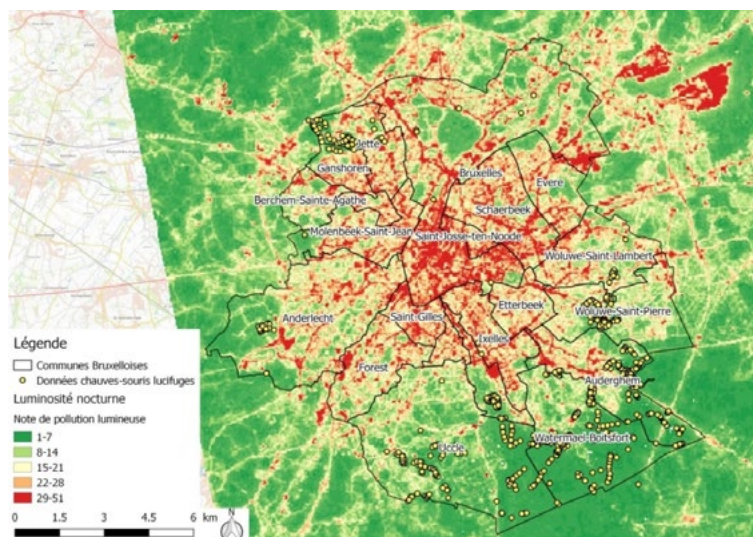 Jette
Ganshoren
Bruxelles
Evere
Berchem-Sainte-Agathe
Schaerbeek
Molenbeek-Saint-Jean
Saint-Josse-ten-Noode
Woluwe-Saint-Lambert
Etterbeek
Woluwe-Saint-Pierre
Anderlecht
Saint-Gilles
Ixelles
Forest
Auderghem
Watermael-Boitsfort
Uccle
Légende
Communes Bruxelloises
Données chauves-souris lucifuges
Luminosité nocturne
Note de pollution lumineuse
1-7
8-14
15-21
22-28
29-51
0 1.5 3 4.5 6 km